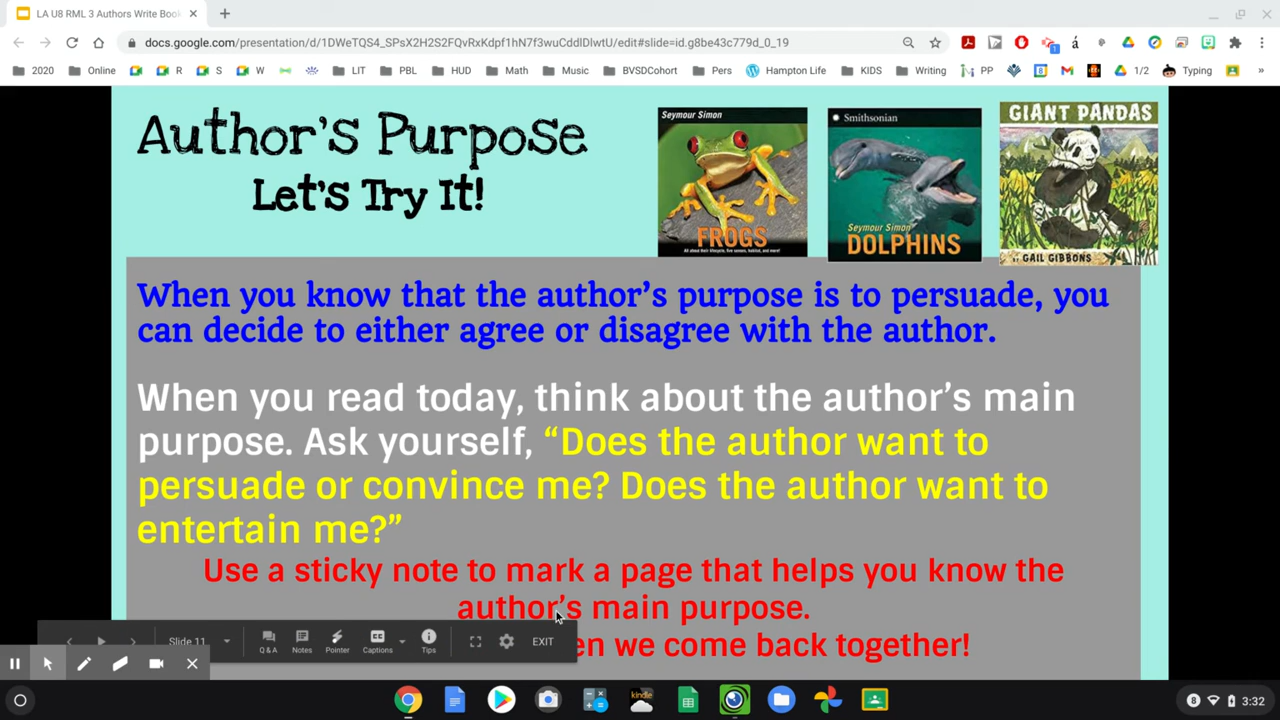 LA U8 RML 3 Authors Write Boo
docs.google.com/presentation/d/1DWeTQS4_SPsX2H2S2FQvRxKdpf1hN7f3wuCddlDlwtU/edit#slide=id.g8be43c779d_0_19
2020 Online R S W LIT PBL HUD Math Music BVSDCohort Pers Hampton Life KIDS Writing PP 1/2 Typing »
Author's Purpose
Let's Try It!
Seymour Simon
FROGS
Smithsonian
Seymour Simon
DOLPHINS
GIANT PANDAS
BY GAIL GIBBONS
When you know that the author's purpose is to persuade, you
can decide to either agree or disagree with the author.
When you read today, think about the author's main
purpose. Ask yourself, “Does the author want to
persuade or convince me? Does the author want to
entertain me?”
Use a sticky note to mark a page that helps you know the
author's main purpose.
en we come back together!
Slide 11 Q & A Notes Pointer Captions Tips EXIT
kindle
8 3:32